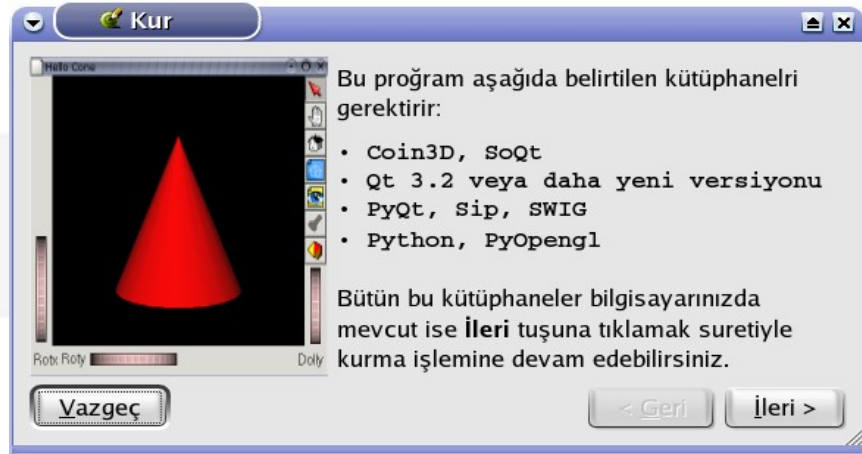 Kur
Hello Cone
Bu proğram aşağıda belirtilen kütüphanelri
gerektirir:
• Coin3D, SoQt
• Qt 3.2 veya daha yeni versiyonu
• PyQt, Sip, SWIG
• Python, PyOpengl
Bütün bu kütüphaneler bilgisayarınızda
mevcut ise İleri tuşuna tıklamak suretiyle
kurma işlemine devam edebilirsiniz.
Rotx Roty Dolly
Vazgeç < Geri İleri >